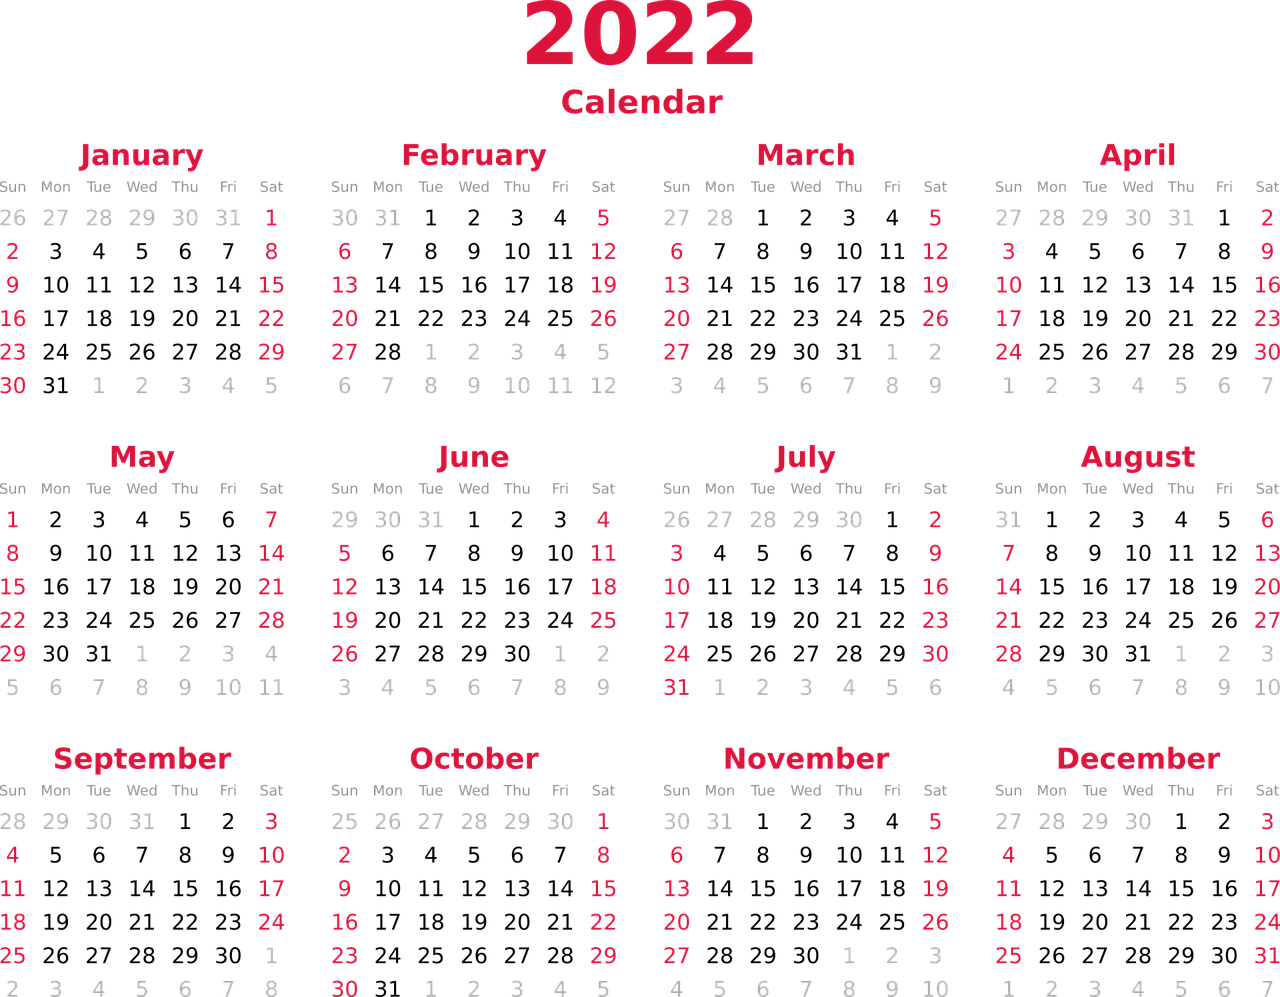 2022
Calendar
January February March April
Sun Mon Tue Wed Thu Fri Sat Sun Mon Tue Wed Thu Fri Sat Sun Mon Tue Wed Thu Fri Sat Sun Mon Tue Wed Thu Fri Sat
26 27 28 29 30 31 1 30 31 1 2 3 4 5 27 28 1 2 3 4 5 27 28 29 30 31 1 2
2 3 4 5 6 7 8 6 7 8 9 10 11 12 6 7 8 9 10 11 12 3 4 5 6 7 8 9
9 10 11 12 13 14 15 13 14 15 16 17 18 19 13 14 15 16 17 18 19 10 11 12 13 14 15 16
16 17 18 19 20 21 22 20 21 22 23 24 25 26 20 21 22 23 24 25 26 17 18 19 20 21 22 23
23 24 25 26 27 28 29 27 28 1 2 3 4 5 27 28 29 30 31 1 2 24 25 26 27 28 29 30
30 31 1 2 3 4 5 6 7 8 9 10 11 12 3 4 5 6 7 8 9 1 2 3 4 5 6 7
May June July August
Sun Mon Tue Wed Thu Fri Sat Sun Mon Tue Wed Thu Fri Sat Sun Mon Tue Wed Thu Fri Sat Sun Mon Tue Wed Thu Fri Sat
1 2 3 4 5 6 7 29 30 31 1 2 3 4 26 27 28 29 30 1 2 31 1 2 3 4 5 6
8 9 10 11 12 13 14 5 6 7 8 9 10 11 3 4 5 6 7 8 9 7 8 9 10 11 12 13
15 16 17 18 19 20 21 12 13 14 15 16 17 18 10 11 12 13 14 15 16 14 15 16 17 18 19 20
22 23 24 25 26 27 28 19 20 21 22 23 24 25 17 18 19 20 21 22 23 21 22 23 24 25 26 27
29 30 31 1 2 3 4 26 27 28 29 30 1 2 24 25 26 27 28 29 30 28 29 30 31 1 2 3
5 6 7 8 9 10 11 3 4 5 6 7 8 9 31 1 2 3 4 5 6 4 5 6 7 8 9 10
September October November December
Sun Mon Tue Wed Thu Fri Sat Sun Mon Tue Wed Thu Fri Sat Sun Mon Tue Wed Thu Fri Sat Sun Mon Tue Wed Thu Fri Sat
28 29 30 31 1 2 3 25 26 27 28 29 30 1 30 31 1 2 3 4 5 27 28 29 30 1 2 3
4 5 6 7 8 9 10 2 3 4 5 6 7 8 6 7 8 9 10 11 12 4 5 6 7 8 9 10
11 12 13 14 15 16 17 9 10 11 12 13 14 15 13 14 15 16 17 18 19 11 12 13 14 15 16 17
18 19 20 21 22 23 24 16 17 18 19 20 21 22 20 21 22 23 24 25 26 18 19 20 21 22 23 24
25 26 27 28 29 30 1 23 24 25 26 27 28 29 27 28 29 30 1 2 3 25 26 27 28 29 30 31
2 3 4 5 6 7 8 30 31 1 2 3 4 5 4 5 6 7 8 9 10 1 2 3 4 5 6 7